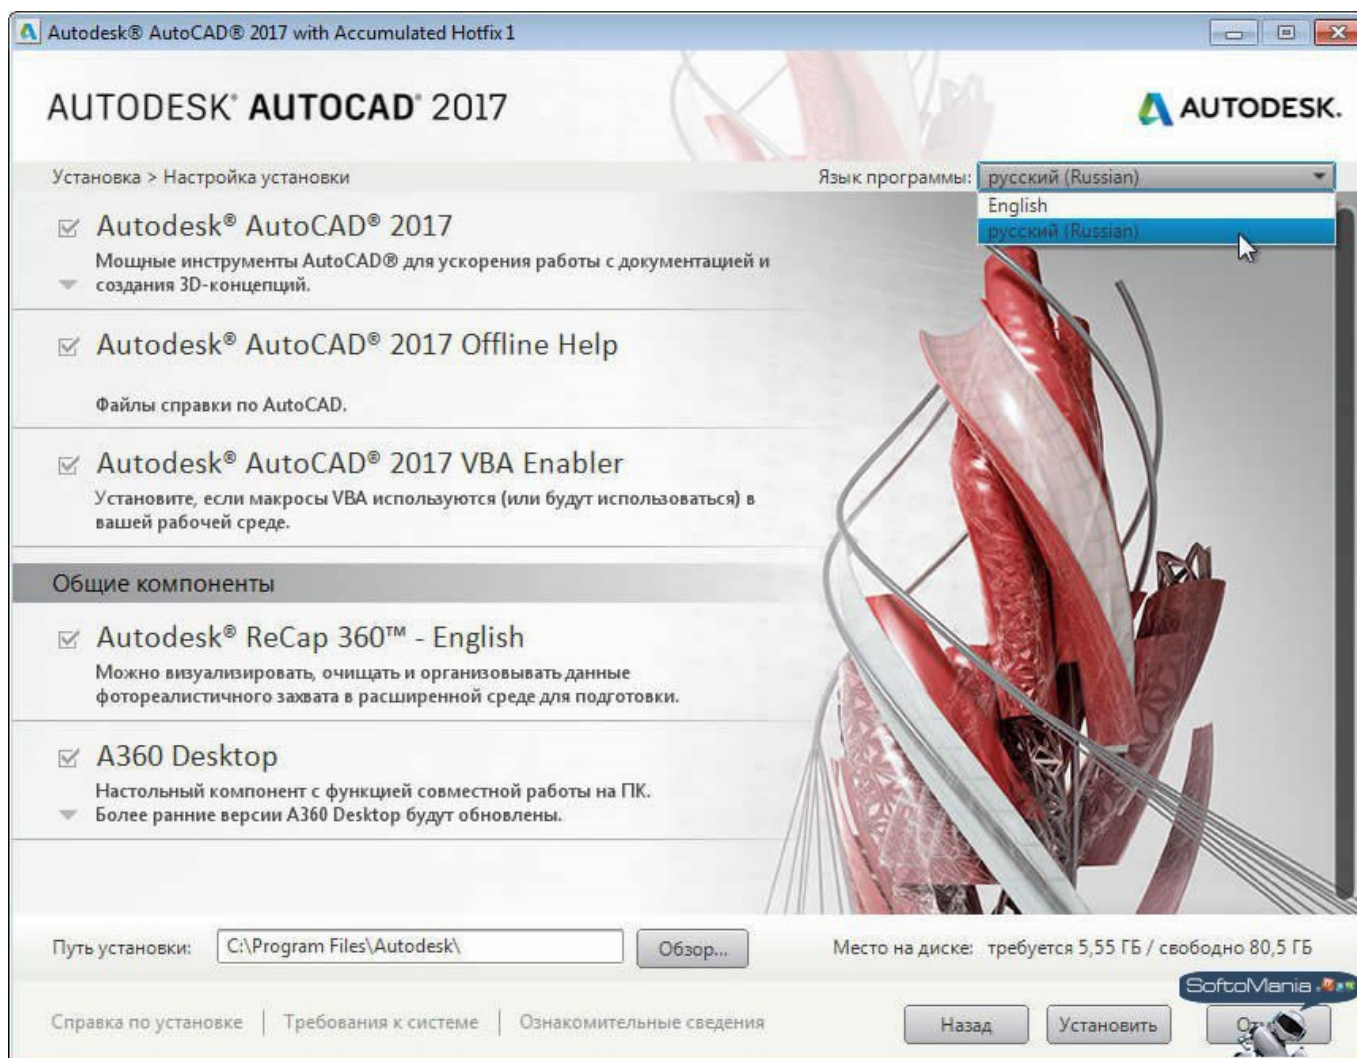 Autodesk® AutoCAD® 2017 with Accumulated Hotfix 1
AUTODESK® AUTOCAD® 2017
AUTODESK.
Установка > Настройка установки
Язык программы: русский (Russian)
English
русский (Russian)
Autodesk® AutoCAD® 2017
Мощные инструменты AutoCAD® для ускорения работы с документацией и
создания 3D-концепций.
Autodesk® AutoCAD® 2017 Offline Help
Файлы справки по AutoCAD.
Autodesk® AutoCAD® 2017 VBA Enabler
Установите, если макросы VBA используются (или будут использоваться) в
вашей рабочей среде.
Общие компоненты
Autodesk® ReCap 360™ - English
Можно визуализировать, очищать и организовывать данные
фотореалистичного захвата в расширенной среде для подготовки.
A360 Desktop
Настольный компонент с функцией совместной работы на ПК.
Более ранние версии A360 Desktop будут обновлены.
Путь установки: C:\Program Files\Autodesk\ Обзор... Место на диске: требуется 5,55 ГБ / свободно 80,5 ГБ
SoftoMania
Справка по установке | Требования к системе | Ознакомительные сведения Назад Установить